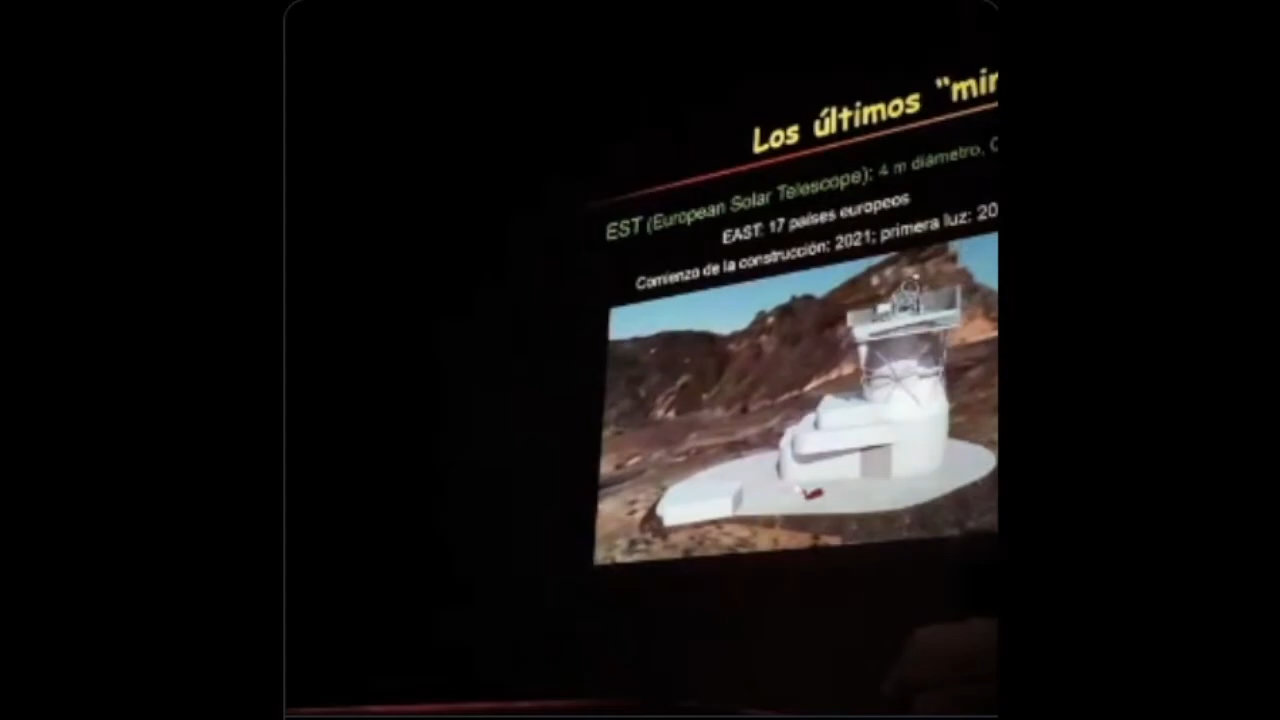 Los últimos “mir
EST (European Solar Telescope): 4 m diámetro, C
EAST: 17 países europeos
Comienzo de la construcción: 2021; primera luz: 20